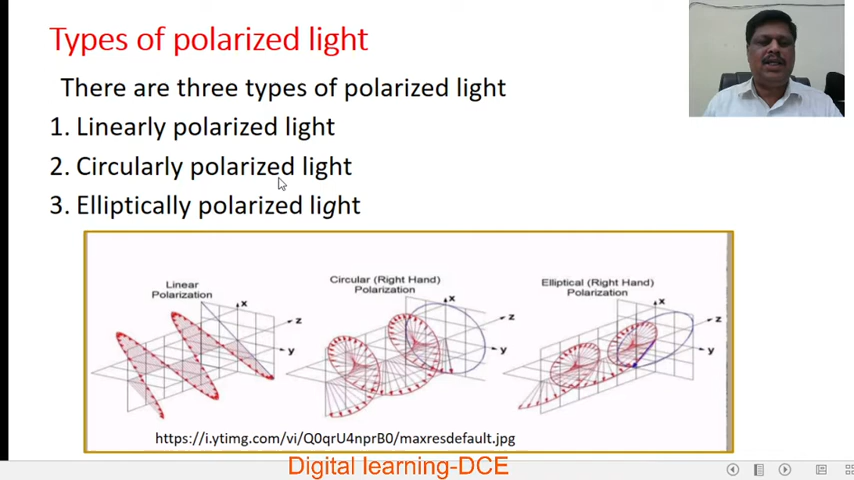 Types of polarized light
There are three types of polarized light
1. Linearly polarized light
2. Circularly polarized light
3. Elliptically polarized light
Linear
Polarization
x
z
y
Circular (Right Hand)
Polarization
x
z
y
Elliptical (Right Hand)
Polarization
x
z
y
https://i.ytimg.com/vi/Q0qrU4nprB0/maxresdefault.jpg
Digital learning-DCE